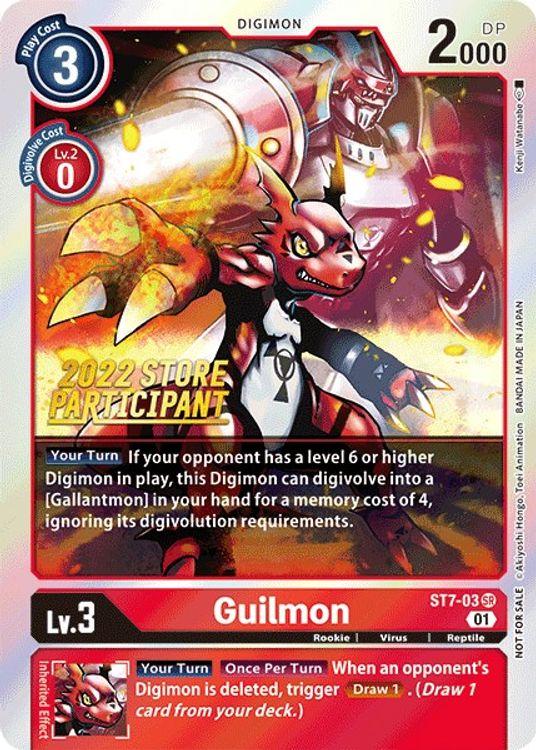 Play Cost
3
DIGIMON
DP
2000
Digivolve Cost
Lv.2
0
Kenji Watanabe
2022 STORE
PARTICIPANT
Your Turn If your opponent has a level 6 or higher
Digimon in play, this Digimon can digivolve into a
[Gallantmon] in your hand for a memory cost of 4,
ignoring its digivolution requirements.
©Akiyoshi Hongo, Toei Animation BANDAI MADE IN JAPAN
NOT FOR SALE
Lv.3
Guilmon
ST7-03 SR
01
Rookie | Virus | Reptile
Inherited Effect
Your Turn Once Per Turn When an opponent's
Digimon is deleted, trigger Draw 1 . (Draw 1
card from your deck.)